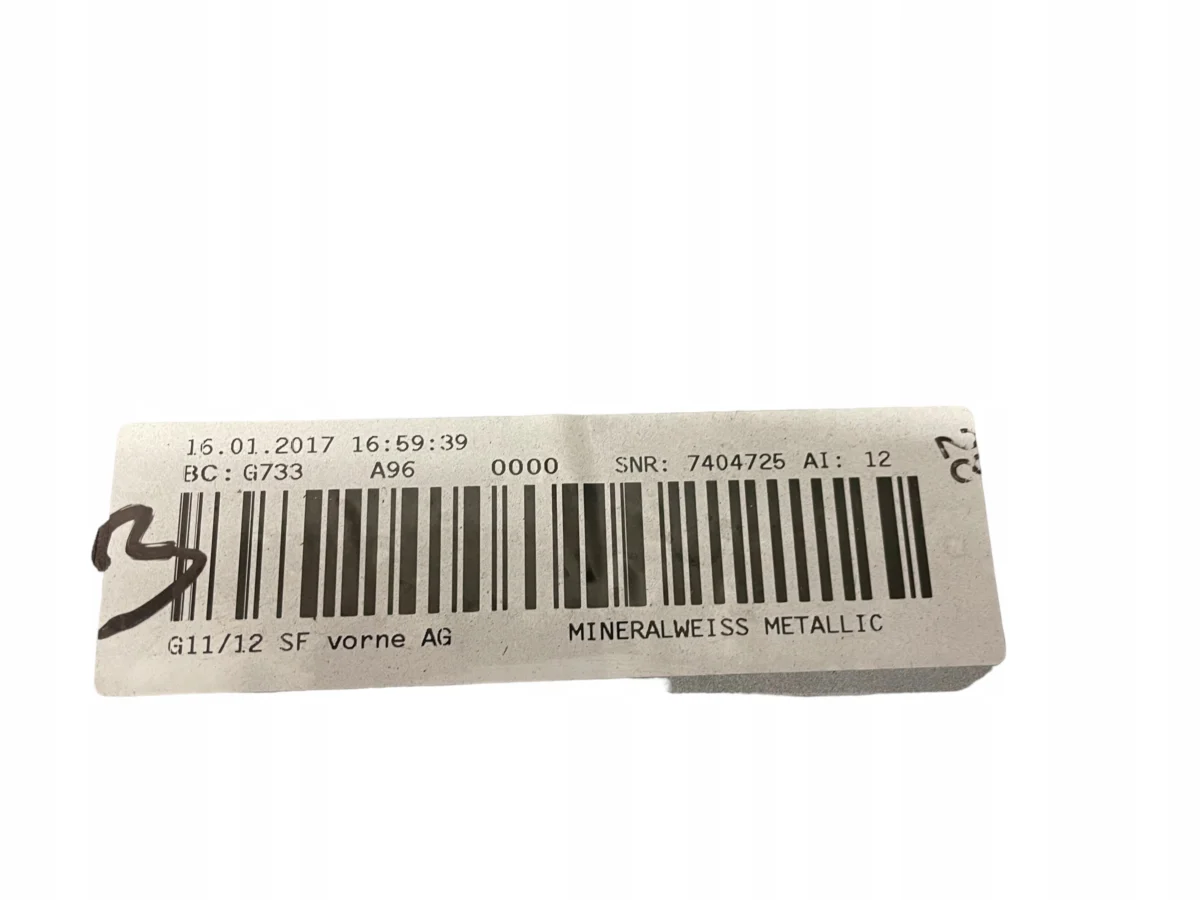 16.01.2017 16:59:39
BC: G733 A96 0000 SNR: 7404725 AI: 12
G11/12 SF vorne AG MINERALWEISS METALLIC